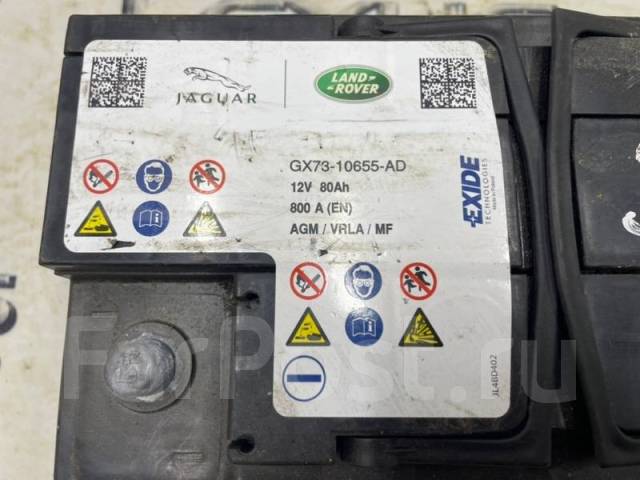 JAGUAR
LAND
ROVER
GX73-10655-AD
12V 80Ah
800 A (EN)
AGM / VRLA / MF
EXIDE
TECHNOLOGIES
Made in Poland
JL4BD402
FarPost.ru